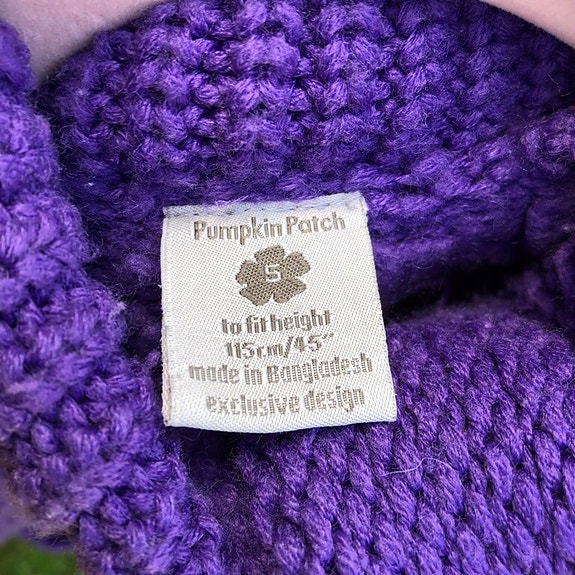 Pumpkin Patch
5
to fit height
115cm/45"
made in Bangladesh
exclusive design